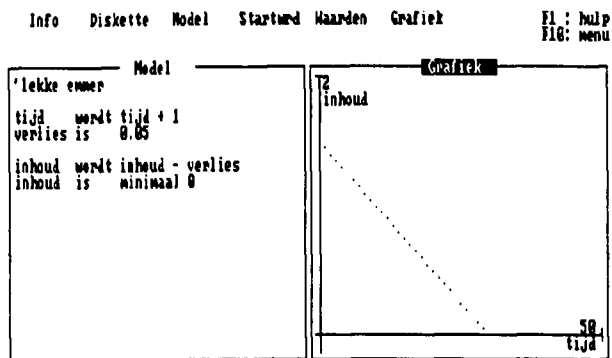 Info Diskette Model Startwrd Waarden Grafiek F1 : hulp
F10: menu
Model
'lekke emmer
tijd wordt tijd + 1
verlies is 0.05
inhoud wordt inhoud - verlies
inhoud is minimaal 0
Grafiek
12
inhoud
50
tijd